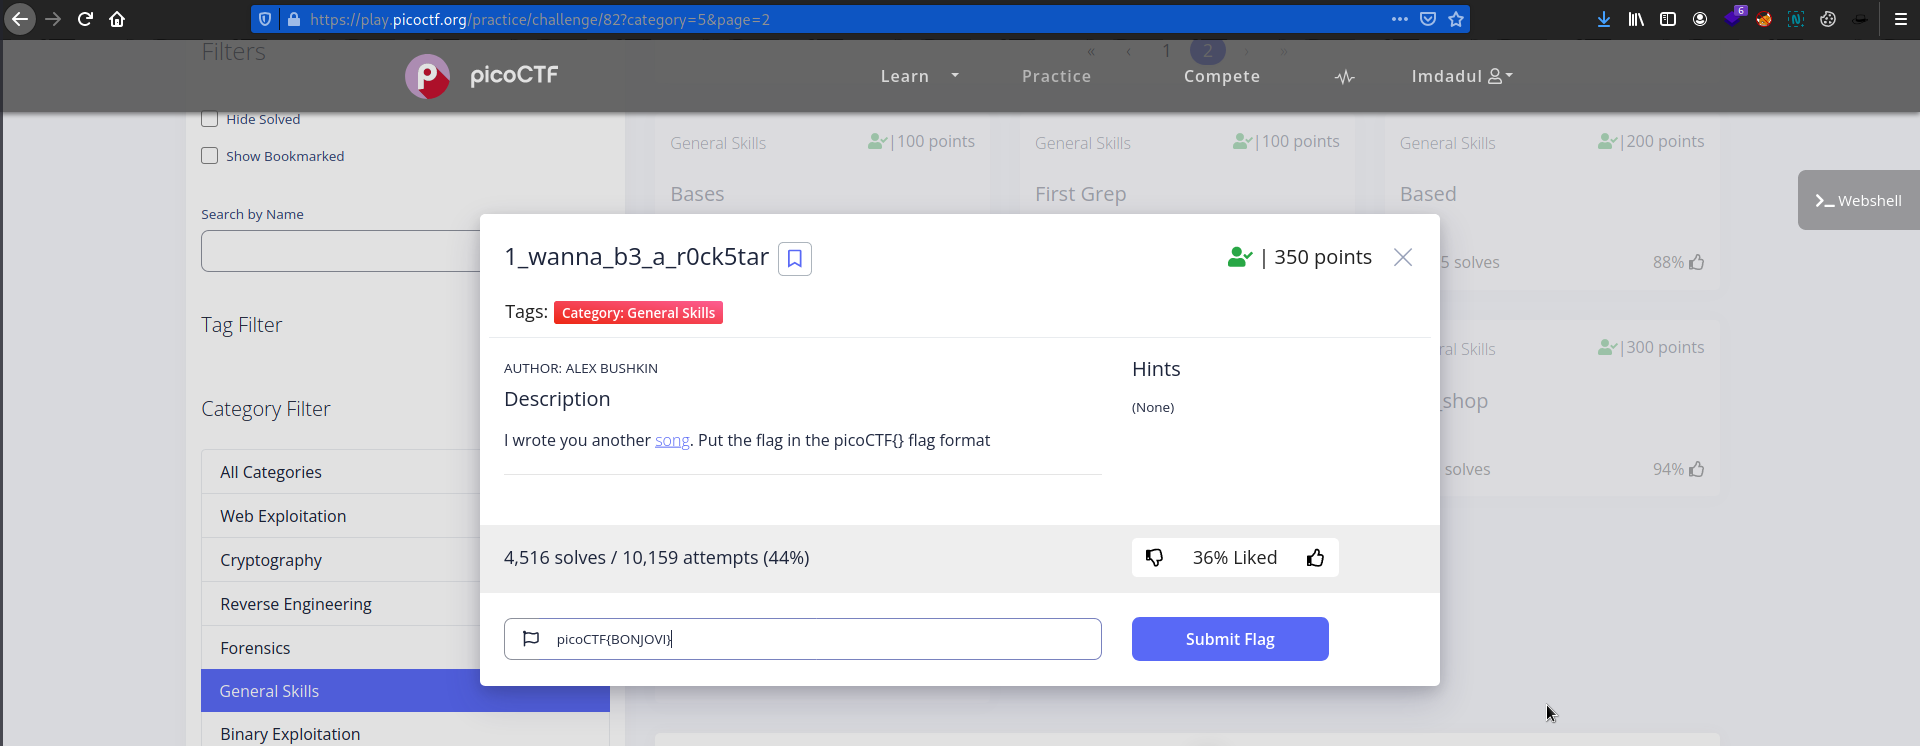 https://play.picoctf.org/practice/challenge/82?category=5&page=2
6
Filters
« ‹ 1 2 › »
picoCTF
Learn Practice Compete Imdadul
Hide Solved
Show Bookmarked
General Skills |100 points
General Skills |100 points
General Skills |200 points
Bases
First Grep
Based
Webshell
Search by Name
1_wanna_b3_a_r0ck5tar | 350 points
5 solves 88%
Tags: Category: General Skills
Tag Filter
ral Skills |300 points
AUTHOR: ALEX BUSHKIN
Hints
Description
(None)
_shop
Category Filter
I wrote you another song. Put the flag in the picoCTF{} flag format
solves 94%
All Categories
Web Exploitation
Cryptography
4,516 solves / 10,159 attempts (44%)
36% Liked
Reverse Engineering
Forensics
picoCTF{BONJOVI}
Submit Flag
General Skills
Binary Exploitation